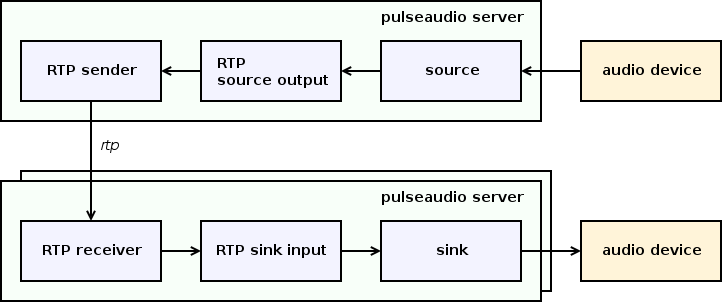 pulseaudio server
RTP sender
RTP
source output
source
audio device
rtp
pulseaudio server
RTP receiver
RTP sink input
sink
audio device